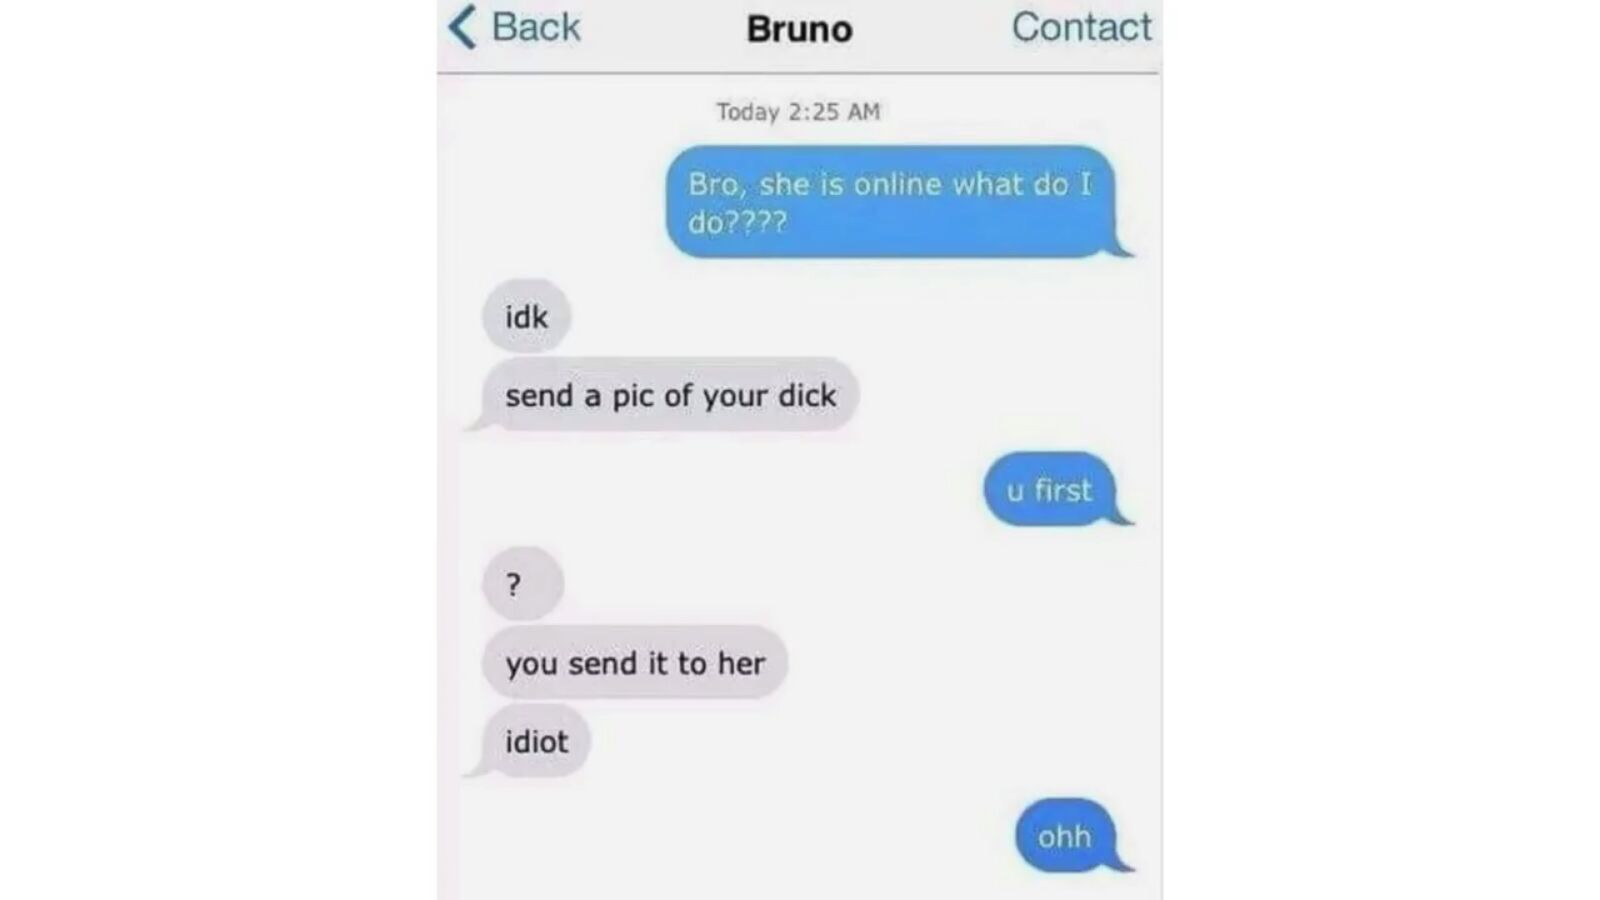 Back Bruno Contact
Today 2:25 AM
Bro, she is online what do I
do????
idk
send a pic of your dick
u first
?
you send it to her
idiot
ohh